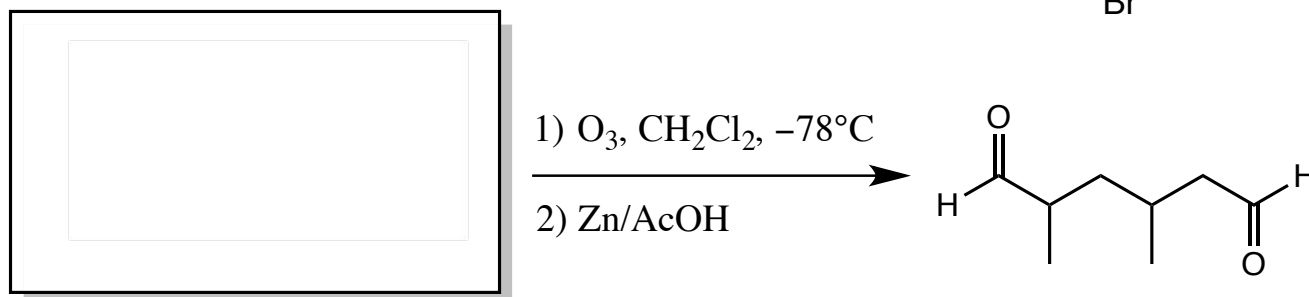 Br
1) O₃, CH₂Cl₂, −78°C
2) Zn/AcOH
O
H
H
O